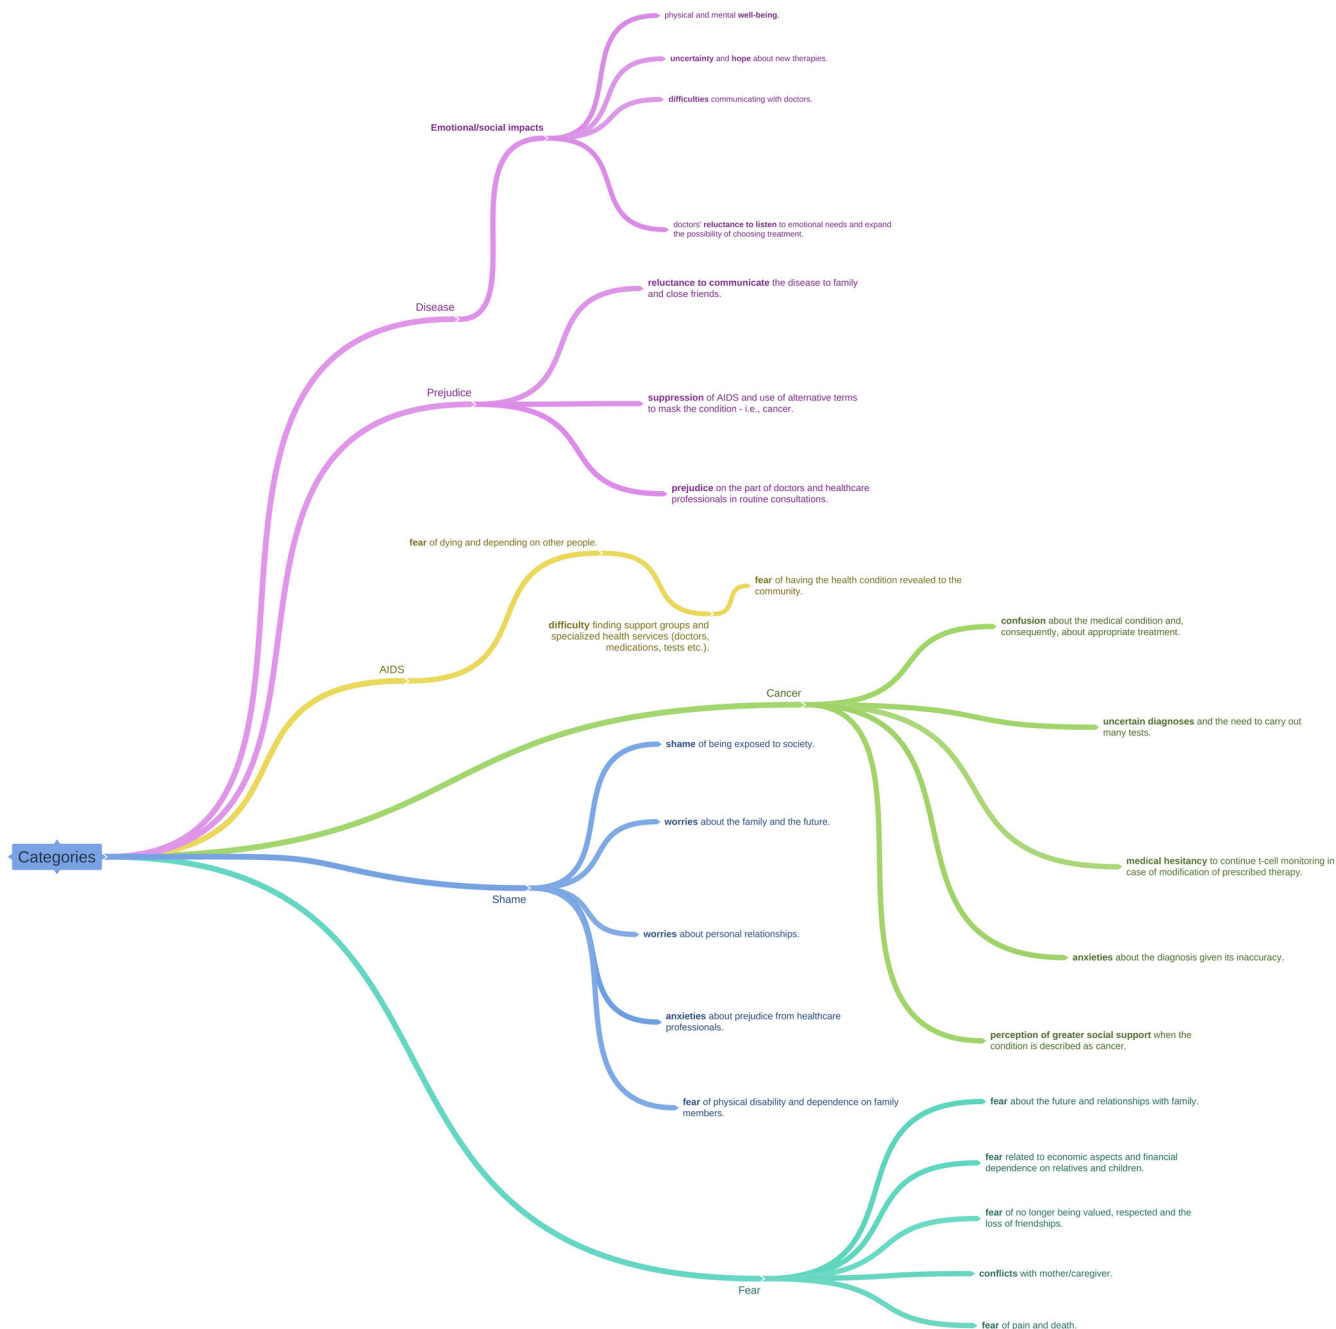 physical and mental well-being.
uncertainty and hope about new therapies.
difficulties communicating with doctors.
Emotional/social impacts
doctors' reluctance to listen to emotional needs and expand
the possibility of choosing treatment.
Disease
reluctance to communicate the disease to family
and close friends.
Prejudice
suppression of AIDS and use of alternative terms
to mask the condition - i.e., cancer.
prejudice on the part of doctors and healthcare
professionals in routine consultations.
fear of dying and depending on other people.
fear of having the health condition revealed to the
community.
difficulty finding support groups and
specialized health services (doctors,
medications, tests etc.).
AIDS
confusion about the medical condition and,
consequently, about appropriate treatment.
Cancer
uncertain diagnoses and the need to carry out
many tests.
medical hesitancy to continue t-cell monitoring in
case of modification of prescribed therapy.
anxieties about the diagnosis given its inaccuracy.
perception of greater social support when the
condition is described as cancer.
Categories
shame of being exposed to society.
worries about the family and the future.
Shame
worries about personal relationships.
anxieties about prejudice from healthcare
professionals.
fear of physical disability and dependence on family
members.
fear about the future and relationships with family.
fear related to economic aspects and financial
dependence on relatives and children.
fear of no longer being valued, respected and the
loss of friendships.
conflicts with mother/caregiver.
Fear
fear of pain and death.